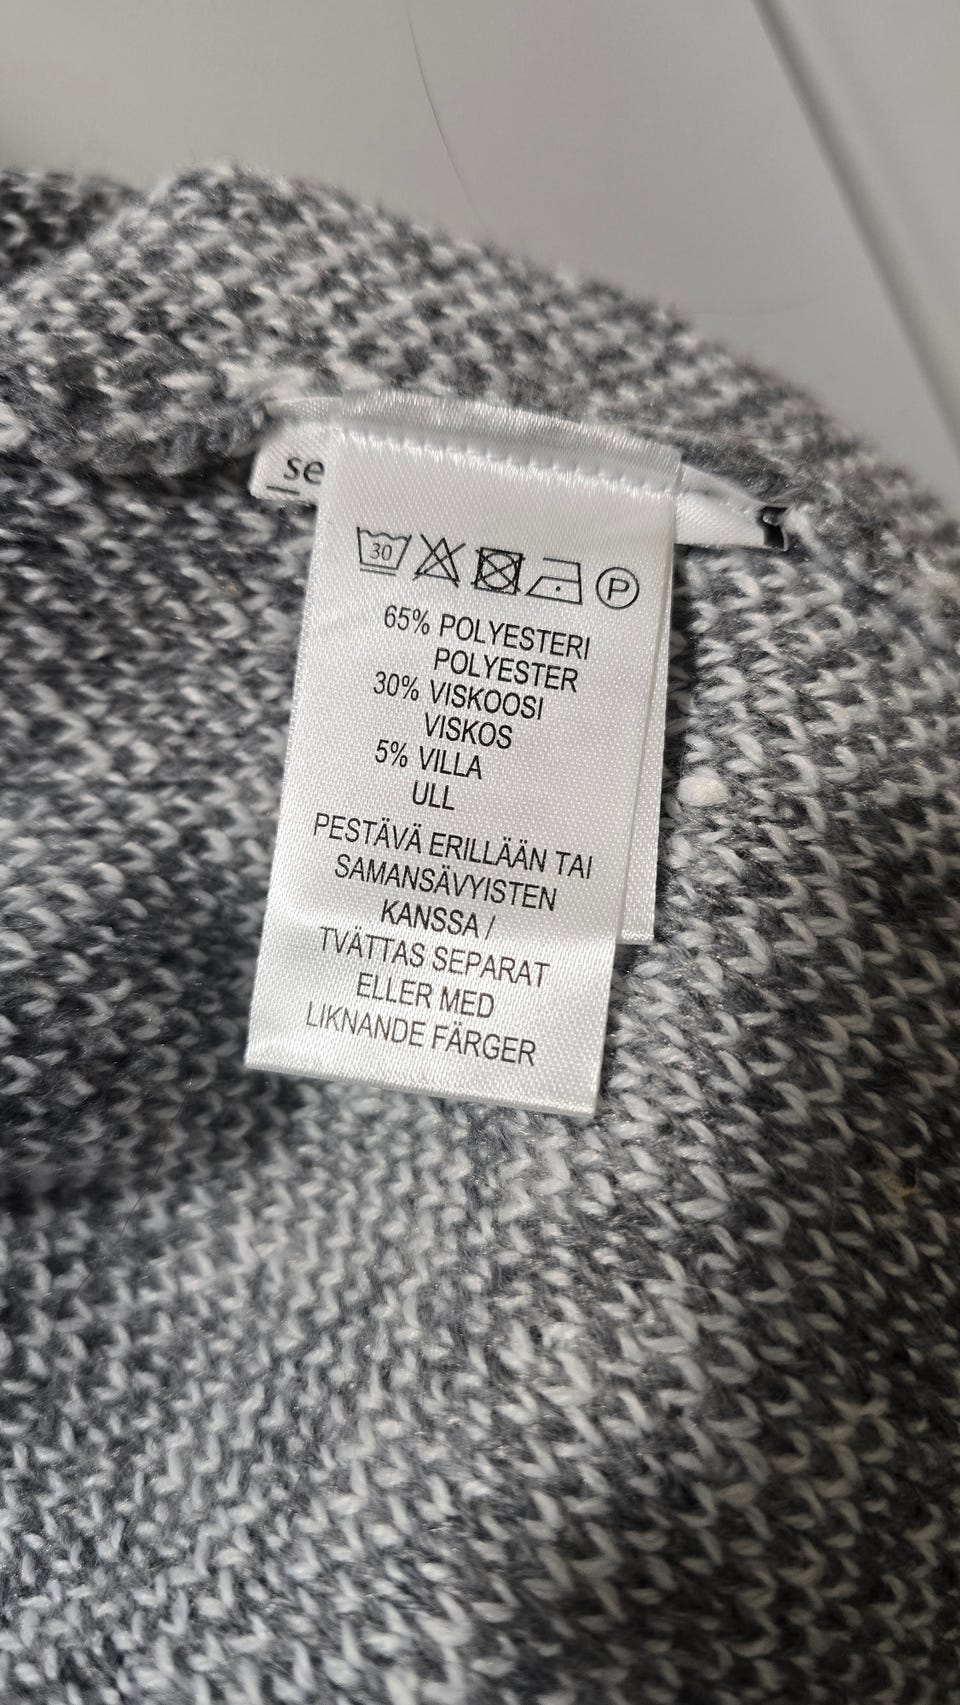 se
30 P
65% POLYESTERI
POLYESTER
30% VISKOOSI
VISKOS
5% VILLA
ULL
PESTÄVÄ ERILLÄÄN TAI
SAMANSÄVYISTEN
KANSSA /
TVÄTTAS SEPARAT
ELLER MED
LIKNANDE FÄRGER